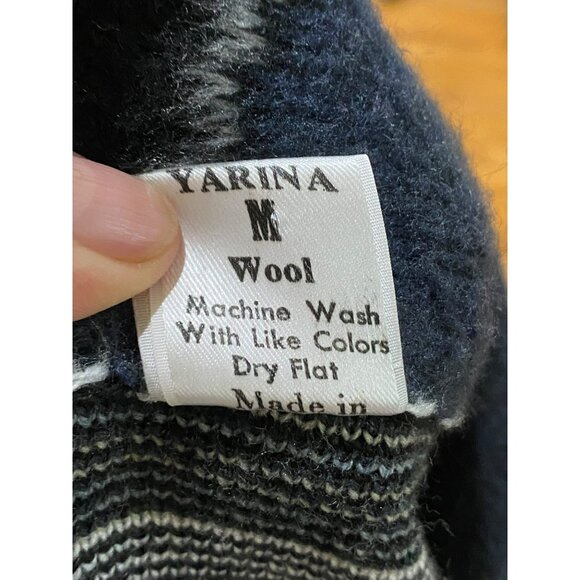 YARINA
M
Wool
Machine Wash
With Like Colors
Dry Flat
Made in